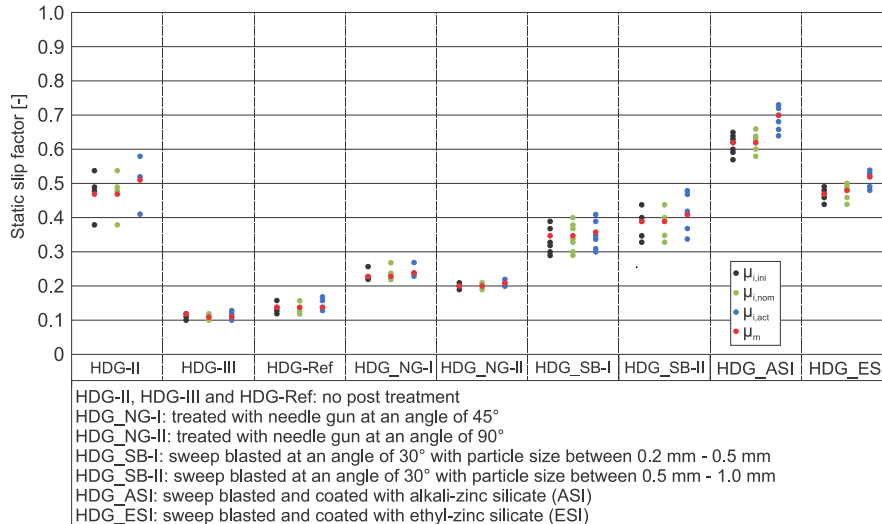 Static slip factor [-]
1.0
0.9
0.8
0.7
0.6
0.5
0.4
0.3
0.2
0.1
0
μi,ini
μi,nom
μi,act
μm
HDG-II HDG-III HDG-Ref HDG_NG-I HDG_NG-II HDG_SB-I HDG_SB-II HDG_ASI HDG_ESI
HDG-II, HDG-III and HDG-Ref: no post treatment
HDG_NG-I: treated with needle gun at an angle of 45°
HDG_NG-II: treated with needle gun at an angle of 90°
HDG_SB-I: sweep blasted at an angle of 30° with particle size between 0.2 mm - 0.5 mm
HDG_SB-II: sweep blasted at an angle of 30° with particle size between 0.5 mm - 1.0 mm
HDG_ASI: sweep blasted and coated with alkali-zinc silicate (ASI)
HDG_ESI: sweep blasted and coated with ethyl-zinc silicate (ESI)